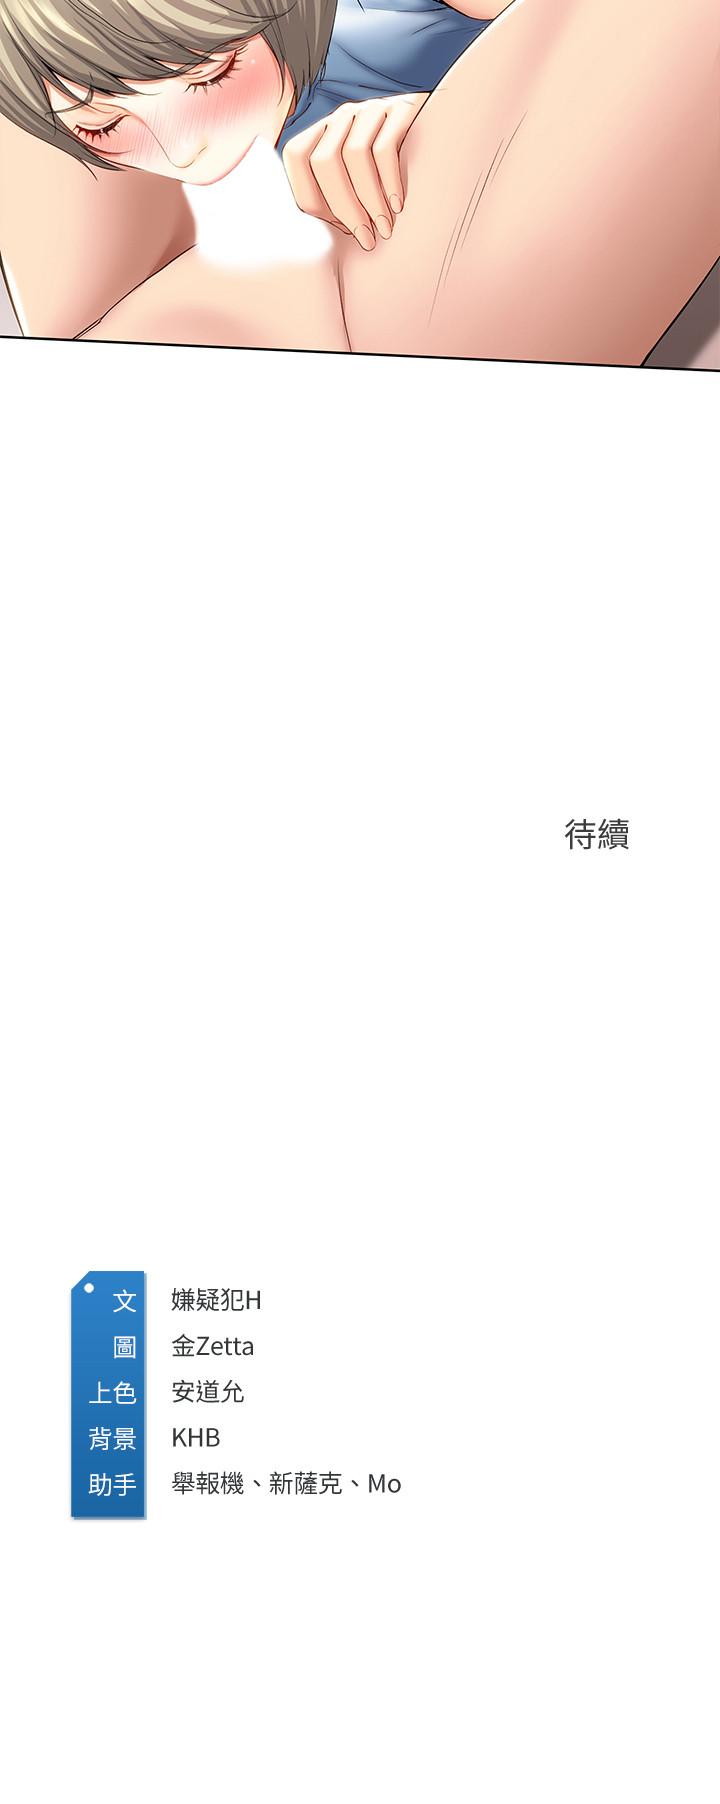 待續
文 嫌疑犯H
圖 金Zetta
上色 安道允
背景 KHB
助手 舉報機、新薩克、Mo